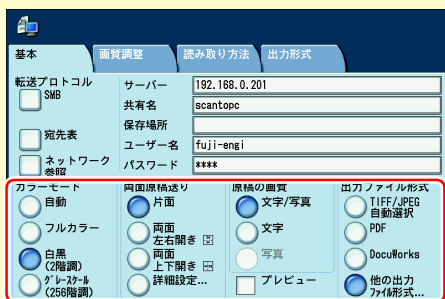 基本
画質調整
読み取り方法
出力形式
転送プロトコル
SMB
宛先表
ネットワーク
参照
サーバー
192.168.0.201
共有名
scantopc
保存場所
ユーザー名
fuji-engi
パスワード
****
カラーモード
自動
フルカラー
白黒
(2階調)
グレースケール
(256階調)
両面原稿送り
片面
両面
左右開き
両面
上下開き
詳細設定...
原稿の画質
文字/写真
文字
写真
プレビュー
出力ファイル形式
TIFF/JPEG
自動選択
PDF
DocuWorks
他の出力
ファイル形式...